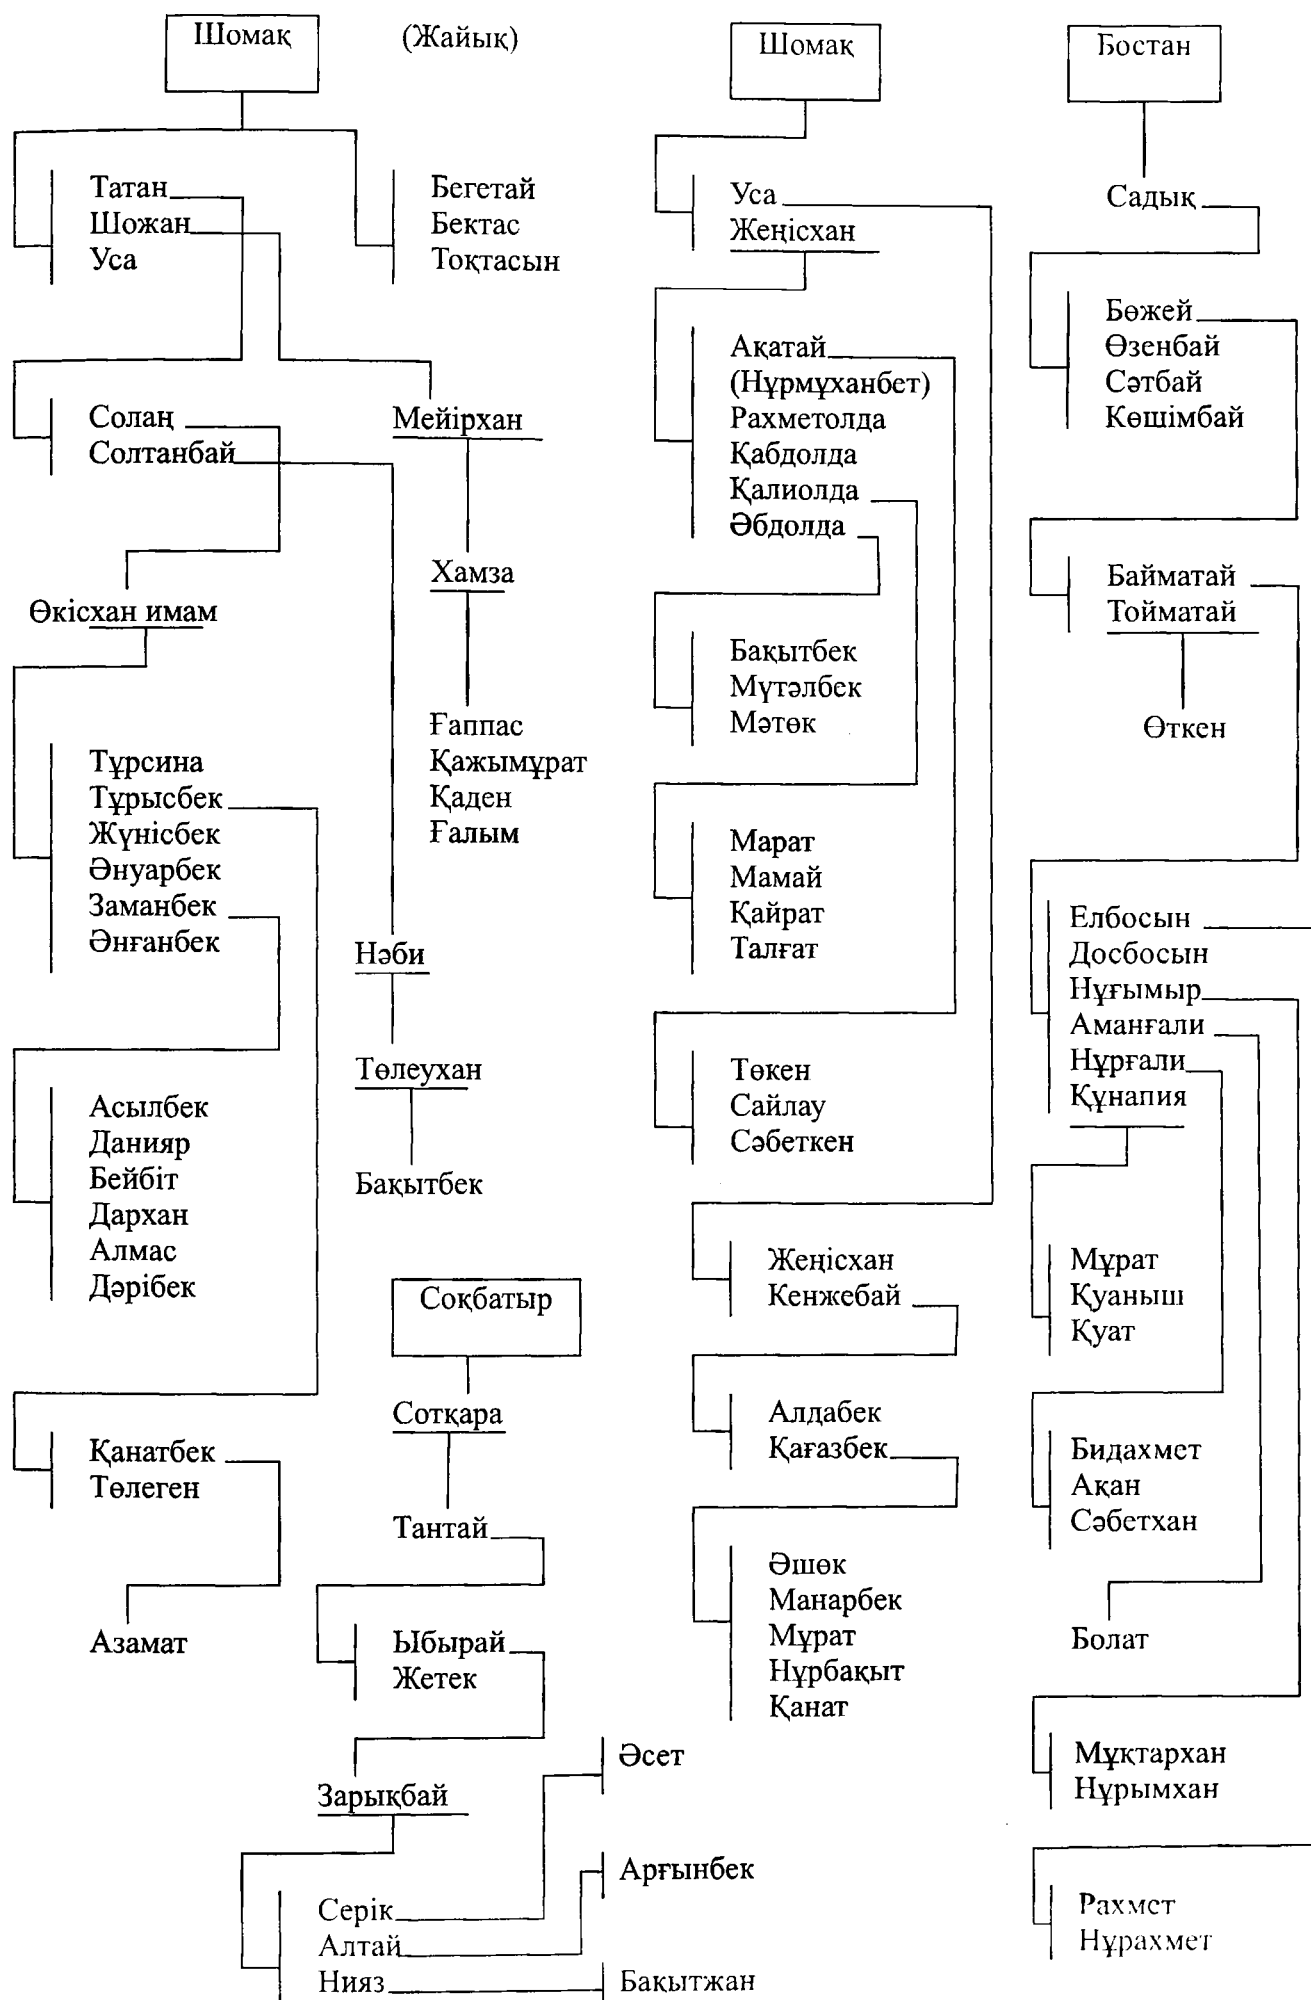 Шомақ
(Жайық)
Татан
Шожан
Уса
Бегетай
Бектас
Тоқтасын
Солаң
Солтанбай
Мейірхан
Хамза
Өкісхан имам
Ғаппас
Қажымұрат
Қаден
Ғалым
Тұрсина
Тұрысбек
Жүнісбек
Әнуарбек
Заманбек
Әнғанбек
Нәби
Төлеухан
Бақытбек
Асылбек
Данияр
Бейбіт
Дархан
Алмас
Дәрібек
Қанатбек
Төлеген
Азамат
Соқбатыр
Сотқара
Тантай
Ыбырай
Жетек
Зарықбай
Серік
Алтай
Нияз
Әсет
Арғынбек
Бақытжан
Шомақ
Уса
Жеңісхан
Ақатай
(Нұрмұханбет)
Рахметолда
Қабдолда
Қалиолда
Әбдолда
Бақытбек
Мүтәлбек
Мәтөк
Марат
Мамай
Қайрат
Талғат
Төкен
Сайлау
Сәбеткен
Жеңісхан
Кенжебай
Алдабек
Қағазбек
Әшөк
Манарбек
Мұрат
Нұрбақыт
Қанат
Бостан
Садық
Бөжей
Өзенбай
Сәтбай
Көшімбай
Байматай
Тойматай
Өткен
Елбосын
Досбосын
Нұғымыр
Аманғали
Нұрғали
Құнапия
Мұрат
Қуаныш
Қуат
Бидахмет
Ақан
Сәбетхан
Болат
Мұқтархан
Нұрымхан
Рахмет
Нұрахмет